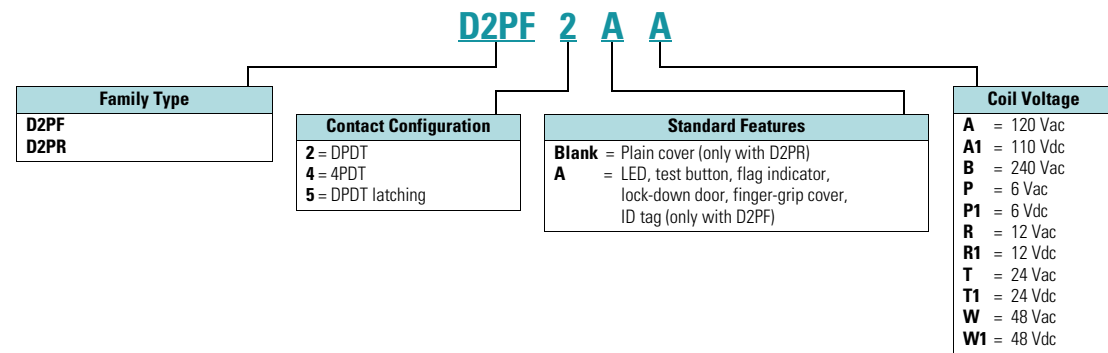 D2PF 2 A A
Family Type
D2PF
D2PR
Contact Configuration
2 = DPDT
4 = 4PDT
5 = DPDT latching
Standard Features
Blank = Plain cover (only with D2PR)
A = LED, test button, flag indicator,
lock-down door, finger-grip cover,
ID tag (only with D2PF)
Coil Voltage
A = 120 Vac
A1 = 110 Vdc
B = 240 Vac
P = 6 Vac
P1 = 6 Vdc
R = 12 Vac
R1 = 12 Vdc
T = 24 Vac
T1 = 24 Vdc
W = 48 Vac
W1 = 48 Vdc